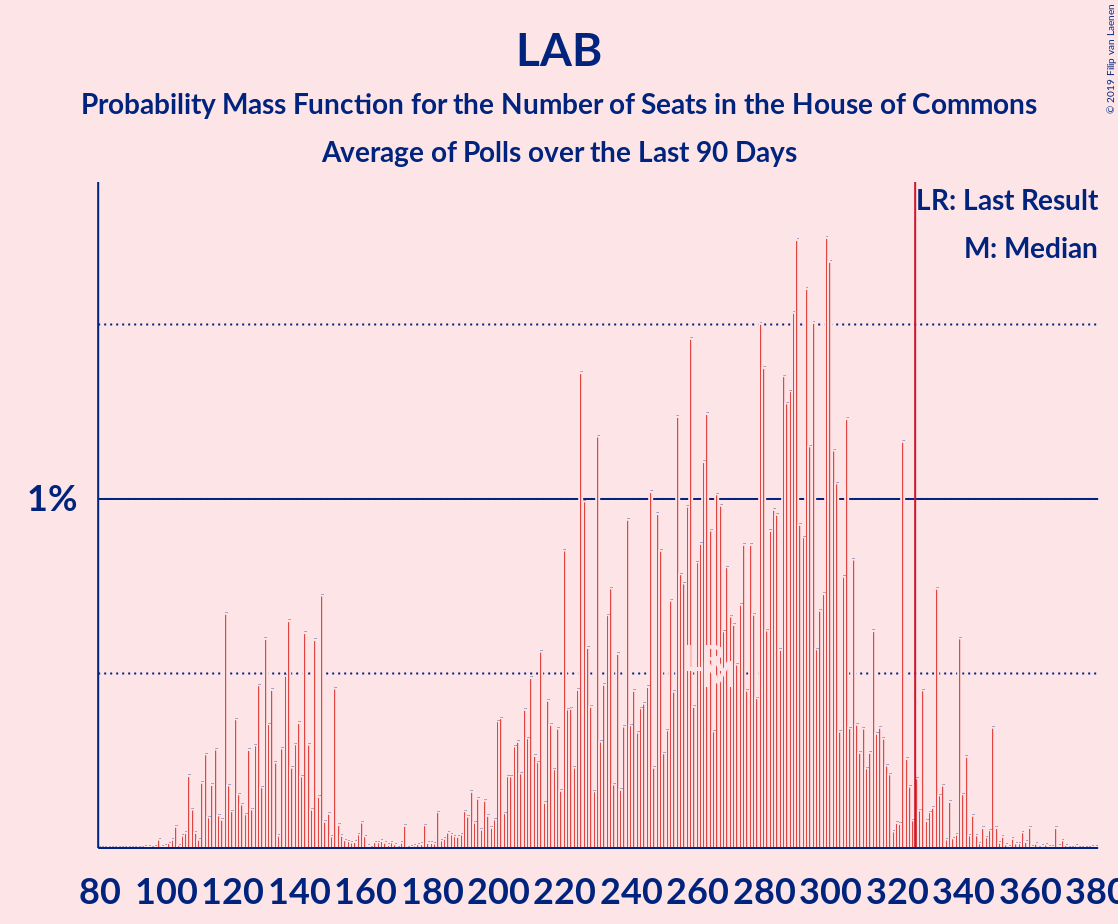 LAB
Probability Mass Function for the Number of Seats in the House of Commons
Average of Polls over the Last 90 Days
© 2019 Filip van Laenen
LR: Last Result
M: Median
1%
LR
M
80 100 120 140 160 180 200 220 240 260 280 300 320 340 360 380